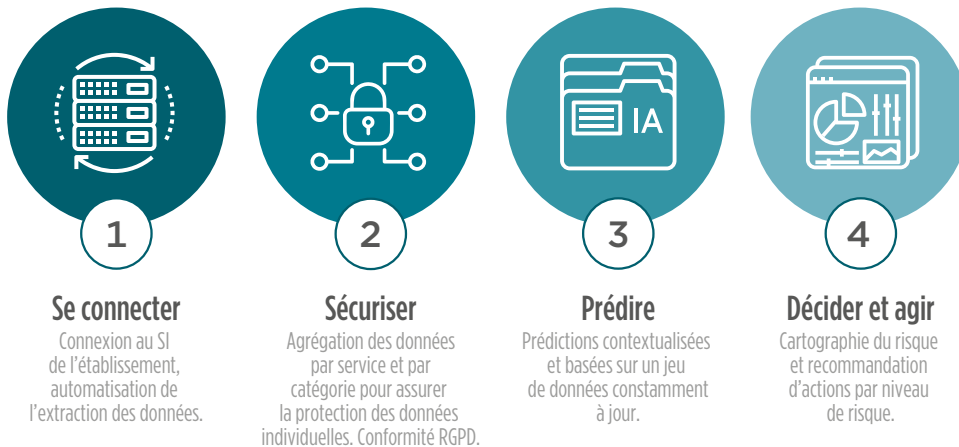 IA
1
2
3
4
Se connecter
Connexion au SI
de l'établissement,
automatisation de
l'extraction des données.
Sécuriser
Agrégation des données
par service et par
catégorie pour assurer
la protection des données
individuelles. Conformité RGPD.
Prédire
Prédictions contextualisées
et basées sur un jeu
de données constamment
à jour.
Décider et agir
Cartographie du risque
et recommandation
d'actions par niveau
de risque.